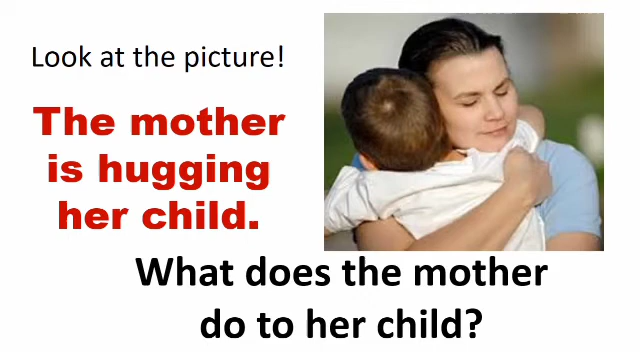 Look at the picture!
The mother
is hugging
her child.
What does the mother
do to her child?